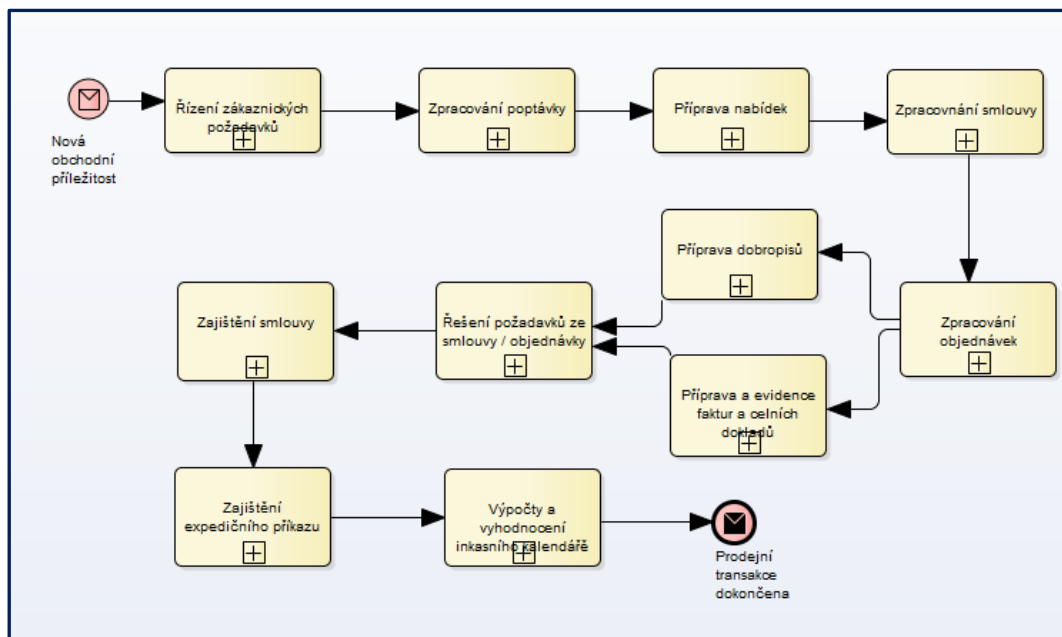 Nová
obchodní
příležitost
Řízení zákaznických
požadavků
Zpracování poptávky
Příprava nabídek
Zpracovnání smlouvy
Zpracování
objednávek
Příprava dobropisů
Příprava a evidence
faktur a celních
dokladů
Řešení požadavků ze
smlouvy / objednávky
Zajištění smlouvy
Zajištění
expedičního příkazu
Výpočty a
vyhodnocení
inkasního kalendářě
Prodejní
transakce
dokončena